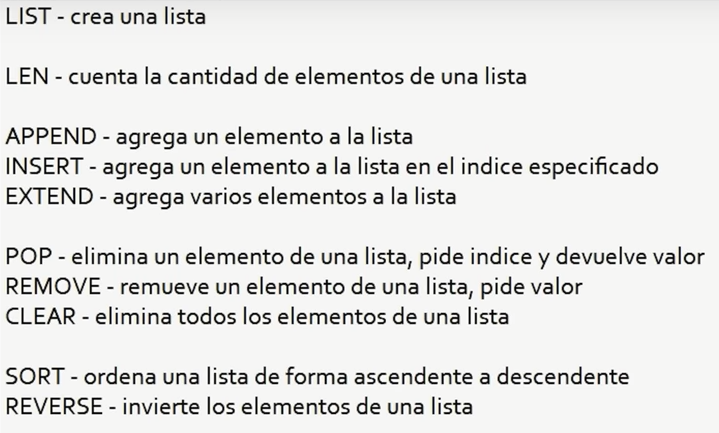 LIST - crea una lista
LEN - cuenta la cantidad de elementos de una lista
APPEND - agrega un elemento a la lista
INSERT - agrega un elemento a la lista en el indice especificado
EXTEND - agrega varios elementos a la lista
POP - elimina un elemento de una lista, pide indice y devuelve valor
REMOVE - remueve un elemento de una lista, pide valor
CLEAR - elimina todos los elementos de una lista
SORT - ordena una lista de forma ascendente a descendente
REVERSE - invierte los elementos de una lista